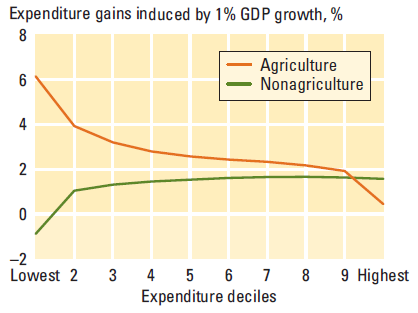 Expenditure gains induced by 1% GDP growth, %
8
Agriculture
Nonagriculture
6
4
2
0
–2
Lowest 2 3 4 5 6 7 8 9 Highest
Expenditure deciles